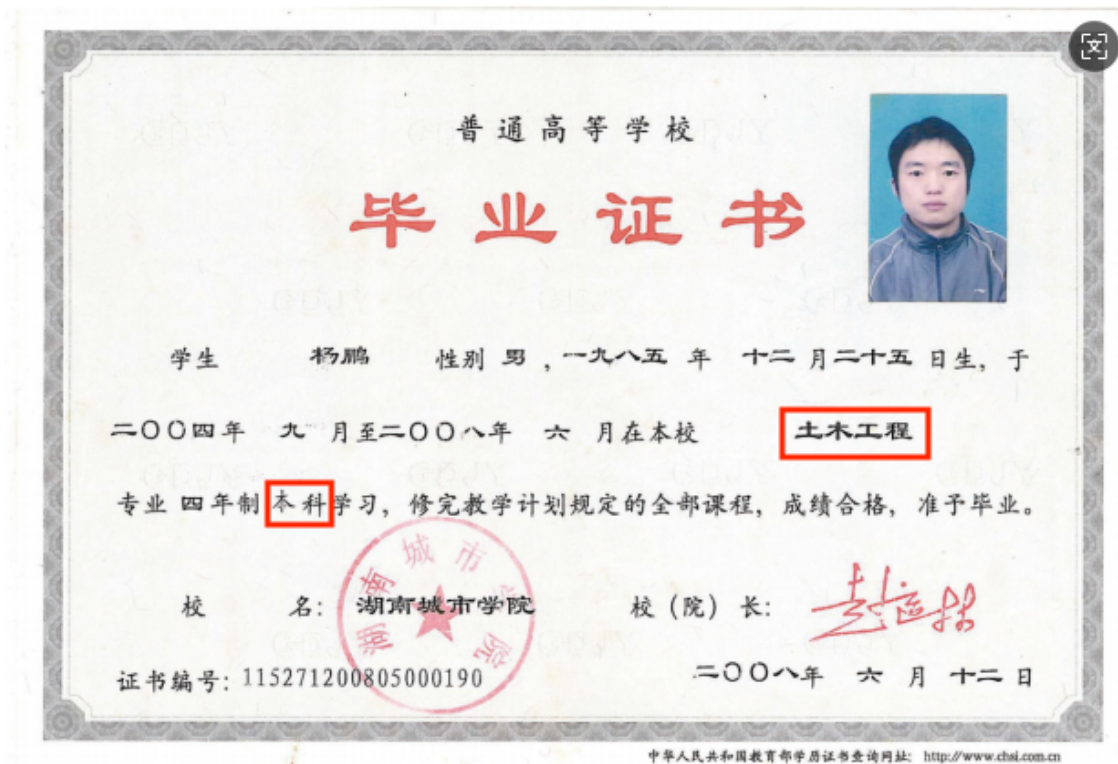 普通高等学校
毕业证书
学生 杨鹏 性别 男，一九八五 年 十二 月二十五 日生，于
二〇〇四年 九 月至二〇〇八年 六 月在本校 土木工程
专业 四 年制 本科学习，修完教学计划规定的全部课程，成绩合格，准予毕业。
湖南城市学院
校 名：湖南城市学院 校（院）长：
证书编号：115271200805000190 二〇〇八年 六 月 十二 日
中华人民共和国教育部学历证书查询网址：http://www.chsi.com.cn